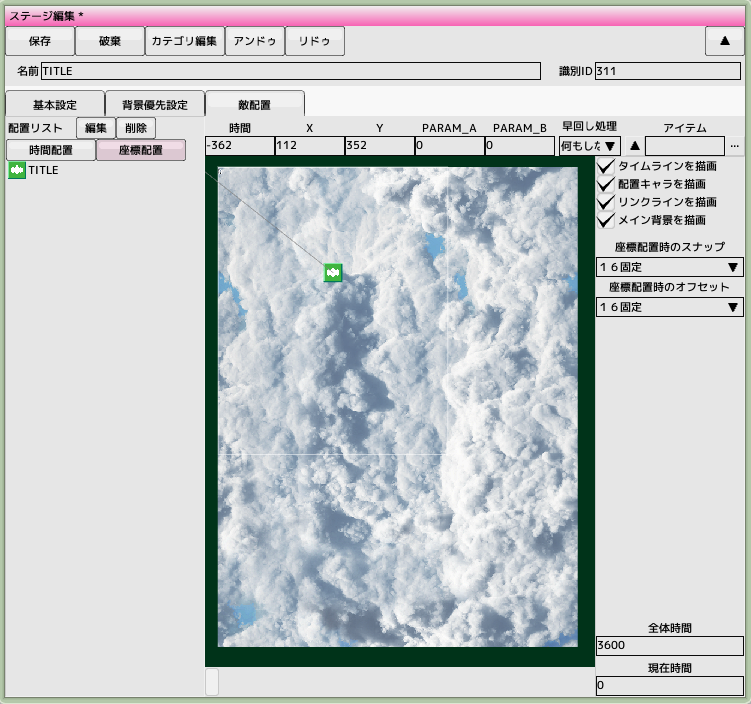 ステージ編集 *
保存 破棄 カテゴリ編集 アンドゥ リドゥ ▲
名前 TITLE 識別ID 311
基本設定 背景優先設定 敵配置
配置リスト 編集 削除 時間 X Y PARAM_A PARAM_B 早回し処理 アイテム
時間配置 座標配置 -362 112 352 0 0 何もしな ▼ ▲ ...
TITLE
タイムラインを描画
配置キャラを描画
リンクラインを描画
メイン背景を描画
座標配置時のスナップ
16固定 ▼
座標配置時のオフセット
16固定 ▼
全体時間
3600
現在時間
0